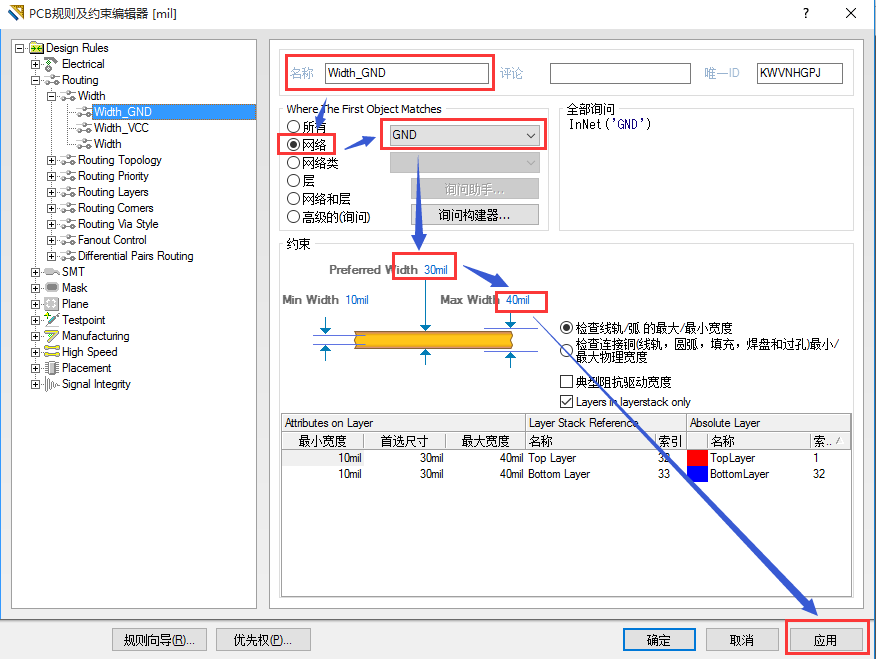 PCB规则及约束编辑器 [mil]
Design Rules
Electrical
Routing
Width
Width_GND
Width_VCC
Width
Routing Topology
Routing Priority
Routing Layers
Routing Corners
Routing Via Style
Fanout Control
Differential Pairs Routing
SMT
Mask
Plane
Testpoint
Manufacturing
High Speed
Placement
Signal Integrity
名称 Width_GND 评论 唯一ID KWVNHGPJ
Where The First Object Matches
所有
网络
网络类
层
网络和层
高级的(询问)
GND
询问助手...
询问构建器...
全部询问
InNet('GND')
约束
Preferred Width 30mil
Min Width 10mil Max Width 40mil
检查线轨/弧 的最大/最小宽度
检查连接铜(线轨，圆弧，填充，焊盘和过孔)最小/
最大物理宽度
典型阻抗驱动宽度
Layers in layerstack only
Attributes on Layer Layer Stack Reference Absolute Layer
最小宽度 首选尺寸 最大宽度 名称 索引 名称 索..
10mil 30mil 40mil Top Layer 32 TopLayer 1
10mil 30mil 40mil Bottom Layer 33 BottomLayer 32
规则向导(R)... 优先权(P)... 确定 取消 应用